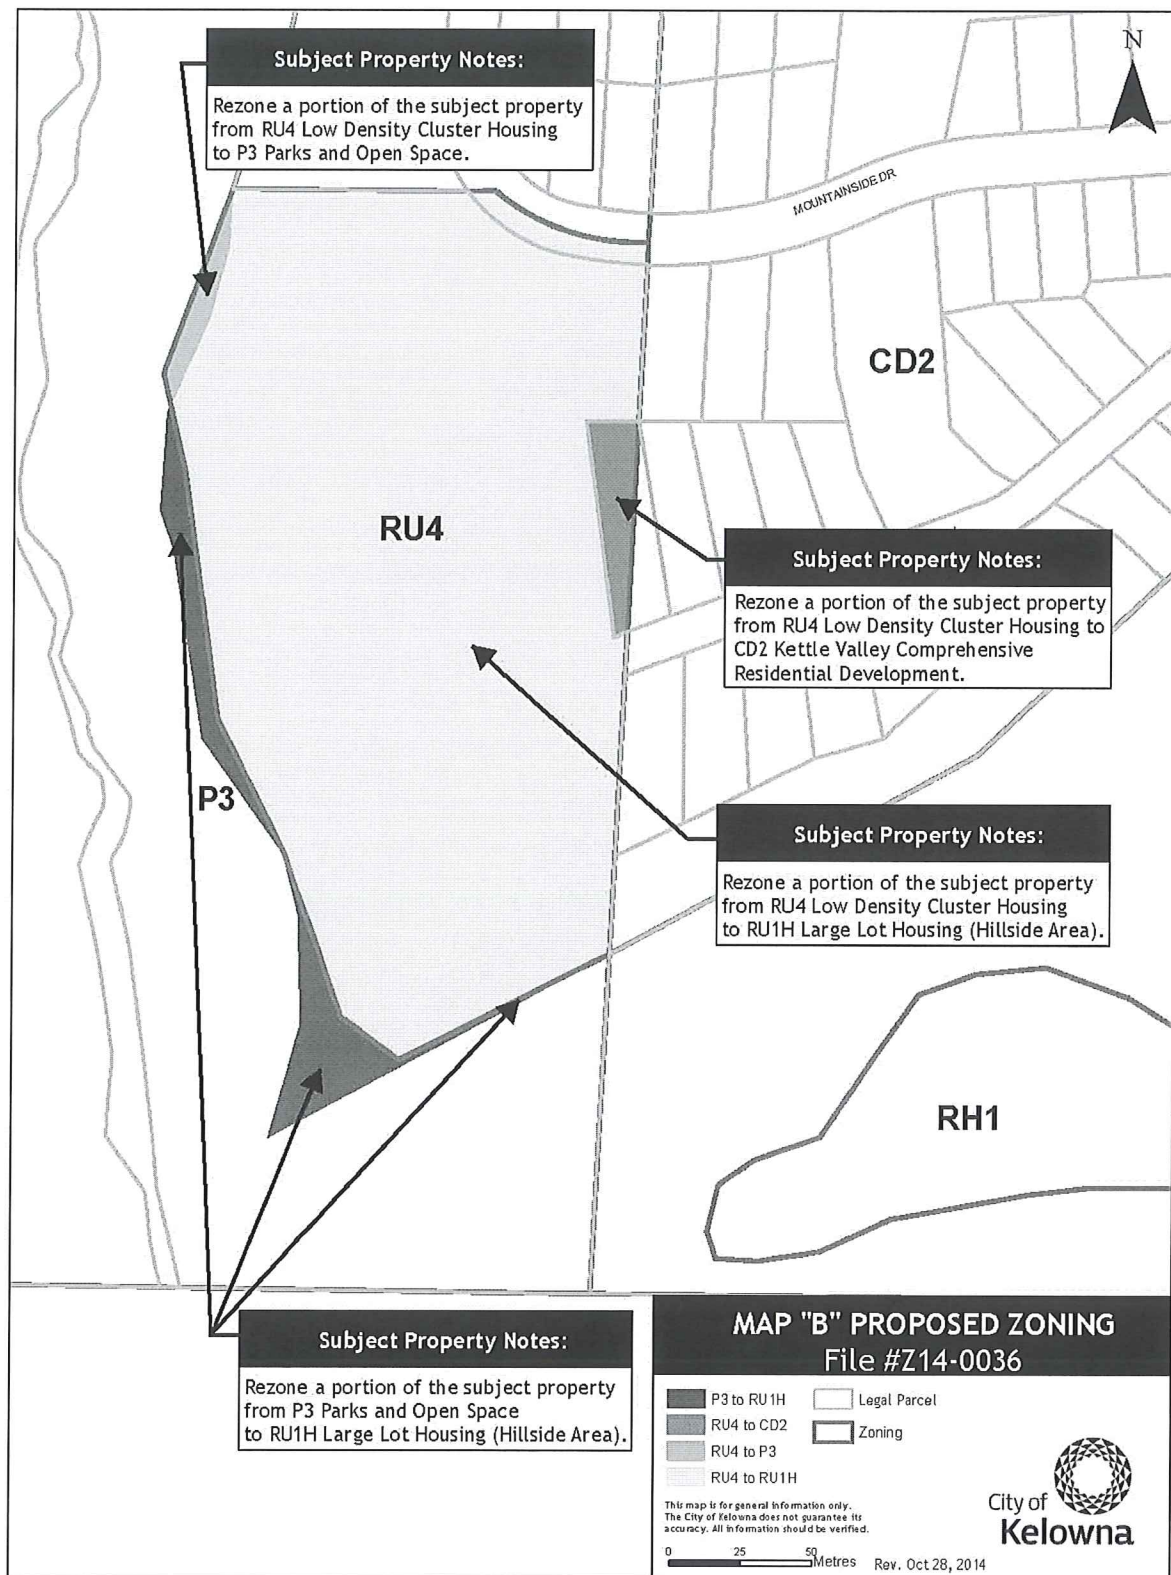 Subject Property Notes:
Rezone a portion of the subject property
from RU4 Low Density Cluster Housing
to P3 Parks and Open Space.
N
MOUNTAINSIDE DR
CD2
RU4
Subject Property Notes:
Rezone a portion of the subject property
from RU4 Low Density Cluster Housing to
CD2 Kettle Valley Comprehensive
Residential Development.
P3
Subject Property Notes:
Rezone a portion of the subject property
from RU4 Low Density Cluster Housing
to RU1H Large Lot Housing (Hillside Area).
RH1
Subject Property Notes:
Rezone a portion of the subject property
from P3 Parks and Open Space
to RU1H Large Lot Housing (Hillside Area).
MAP "B" PROPOSED ZONING
File #Z14-0036
P3 to RU1H
RU4 to CD2
RU4 to P3
RU4 to RU1H
Legal Parcel
Zoning
This map is for general information only.
The City of Kelowna does not guarantee its
accuracy. All information should be verified.
0 25 50
Metres
Rev. Oct 28, 2014
City of
Kelowna